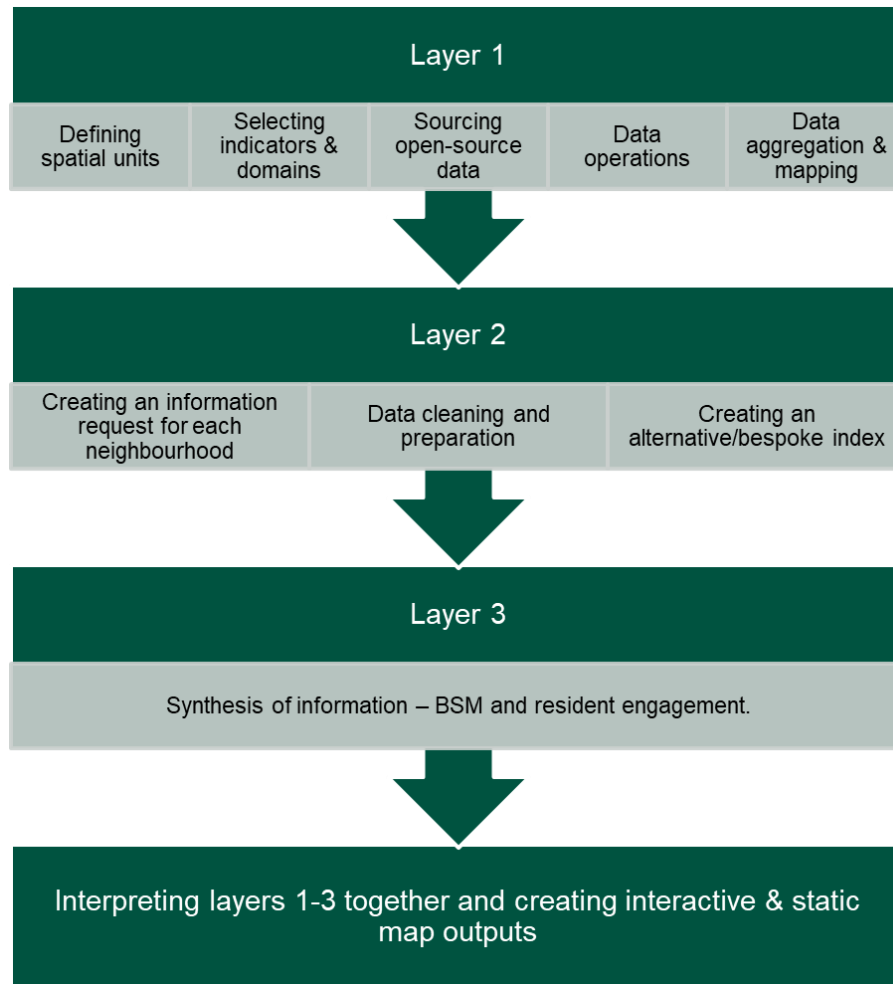 Layer 1
Defining
spatial units
Selecting
indicators &
domains
Sourcing
open-source
data
Data
operations
Data
aggregation &
mapping
Layer 2
Creating an information
request for each
neighbourhood
Data cleaning and
preparation
Creating an
alternative/bespoke index
Layer 3
Synthesis of information – BSM and resident engagement.
Interpreting layers 1-3 together and creating interactive & static
map outputs